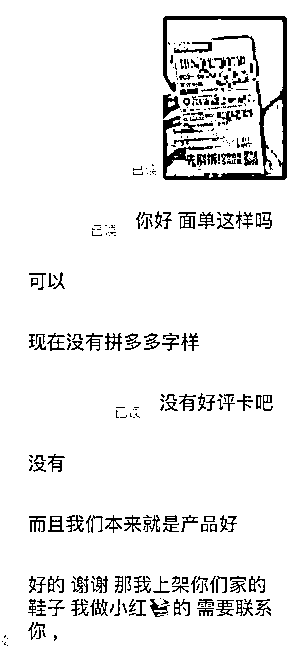 已读
你好 面单这样吗
已读
可以
现在没有拼多多字样
没有好评卡吧
已读
没有
而且我们本来就是产品好
好的 谢谢 那我上架你们家的
鞋子 我做小红🍠的 需要联系
你，